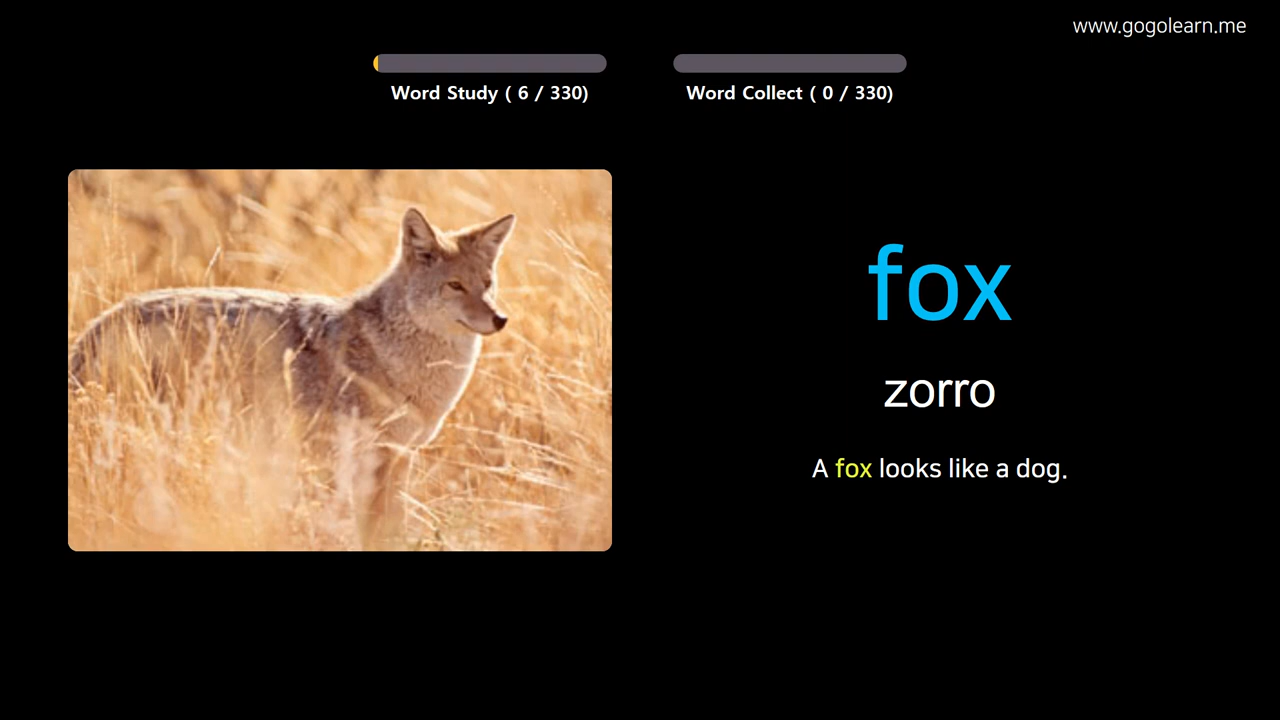 www.gogolearn.me
Word Study ( 6 / 330)
Word Collect ( 0 / 330)
fox
zorro
A fox looks like a dog.